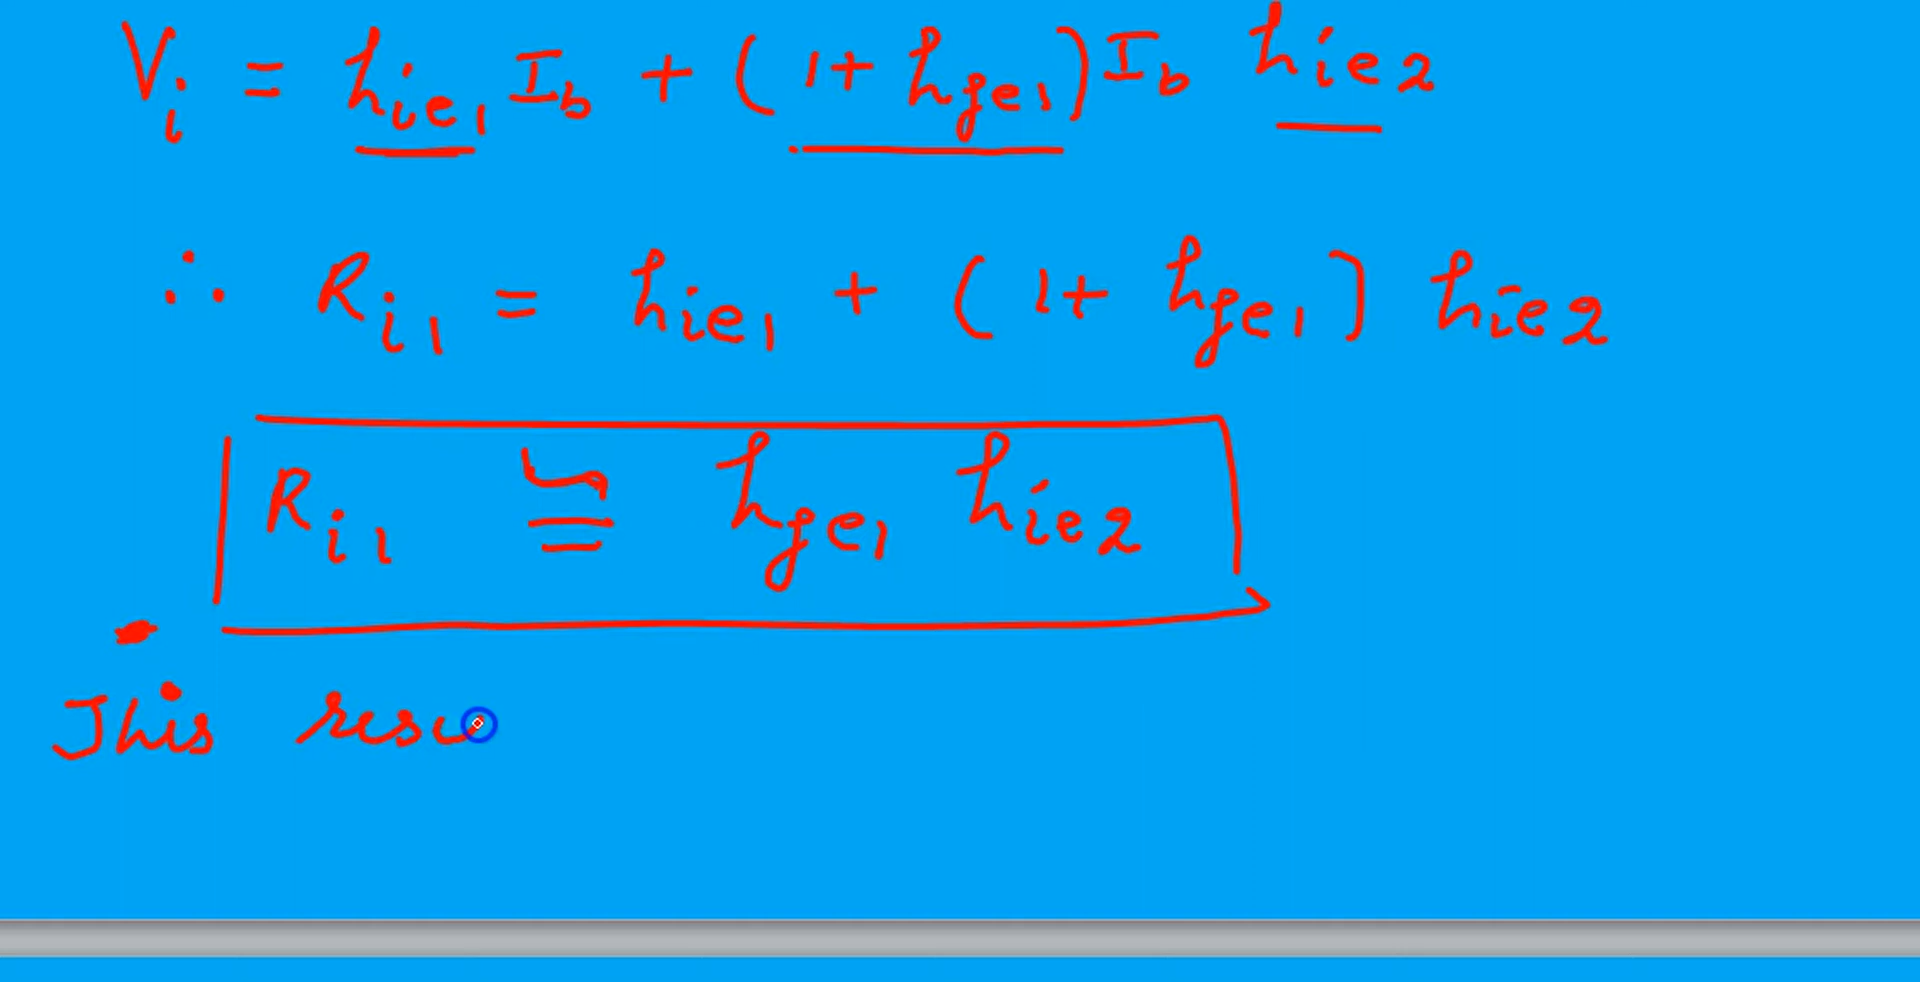 Vi = hie1 Ib + (1 + hfe1) Ib hie2
∴ Ri1 = hie1 + (1 + hfe1) hie2
Ri1 ≅ hfe1 hie2
This resu